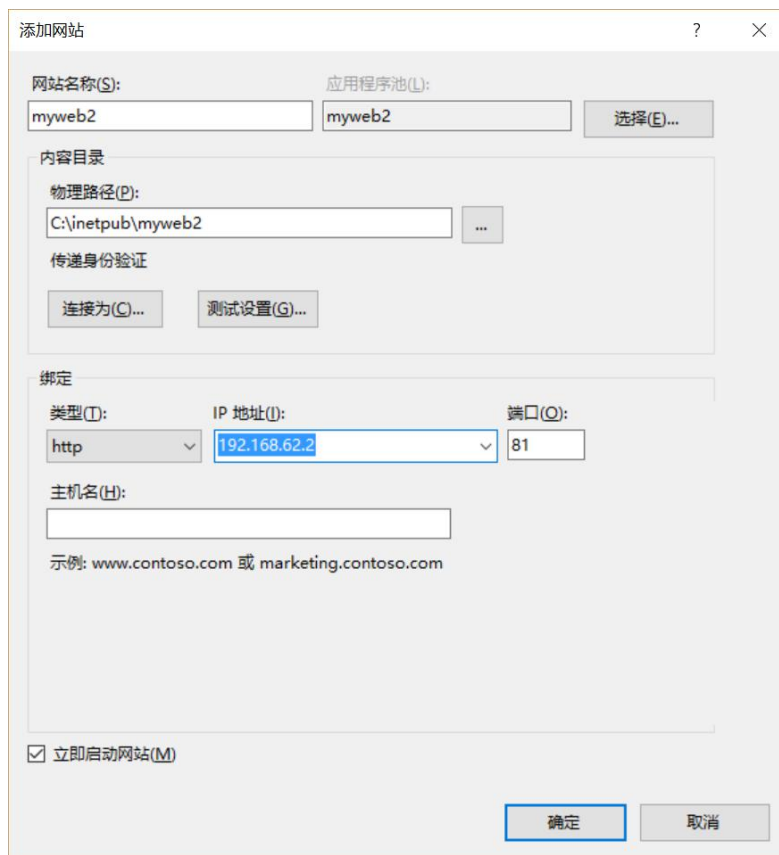 添加网站 ?
网站名称(S): 应用程序池(L):
myweb2 myweb2 选择(E)...
内容目录
物理路径(P):
C:\inetpub\myweb2 ...
传递身份验证
连接为(C)... 测试设置(G)...
绑定
类型(T): IP 地址(I): 端口(O):
http 192.168.62.2 81
主机名(H):
示例: www.contoso.com 或 marketing.contoso.com
立即启动网站(M)
确定 取消